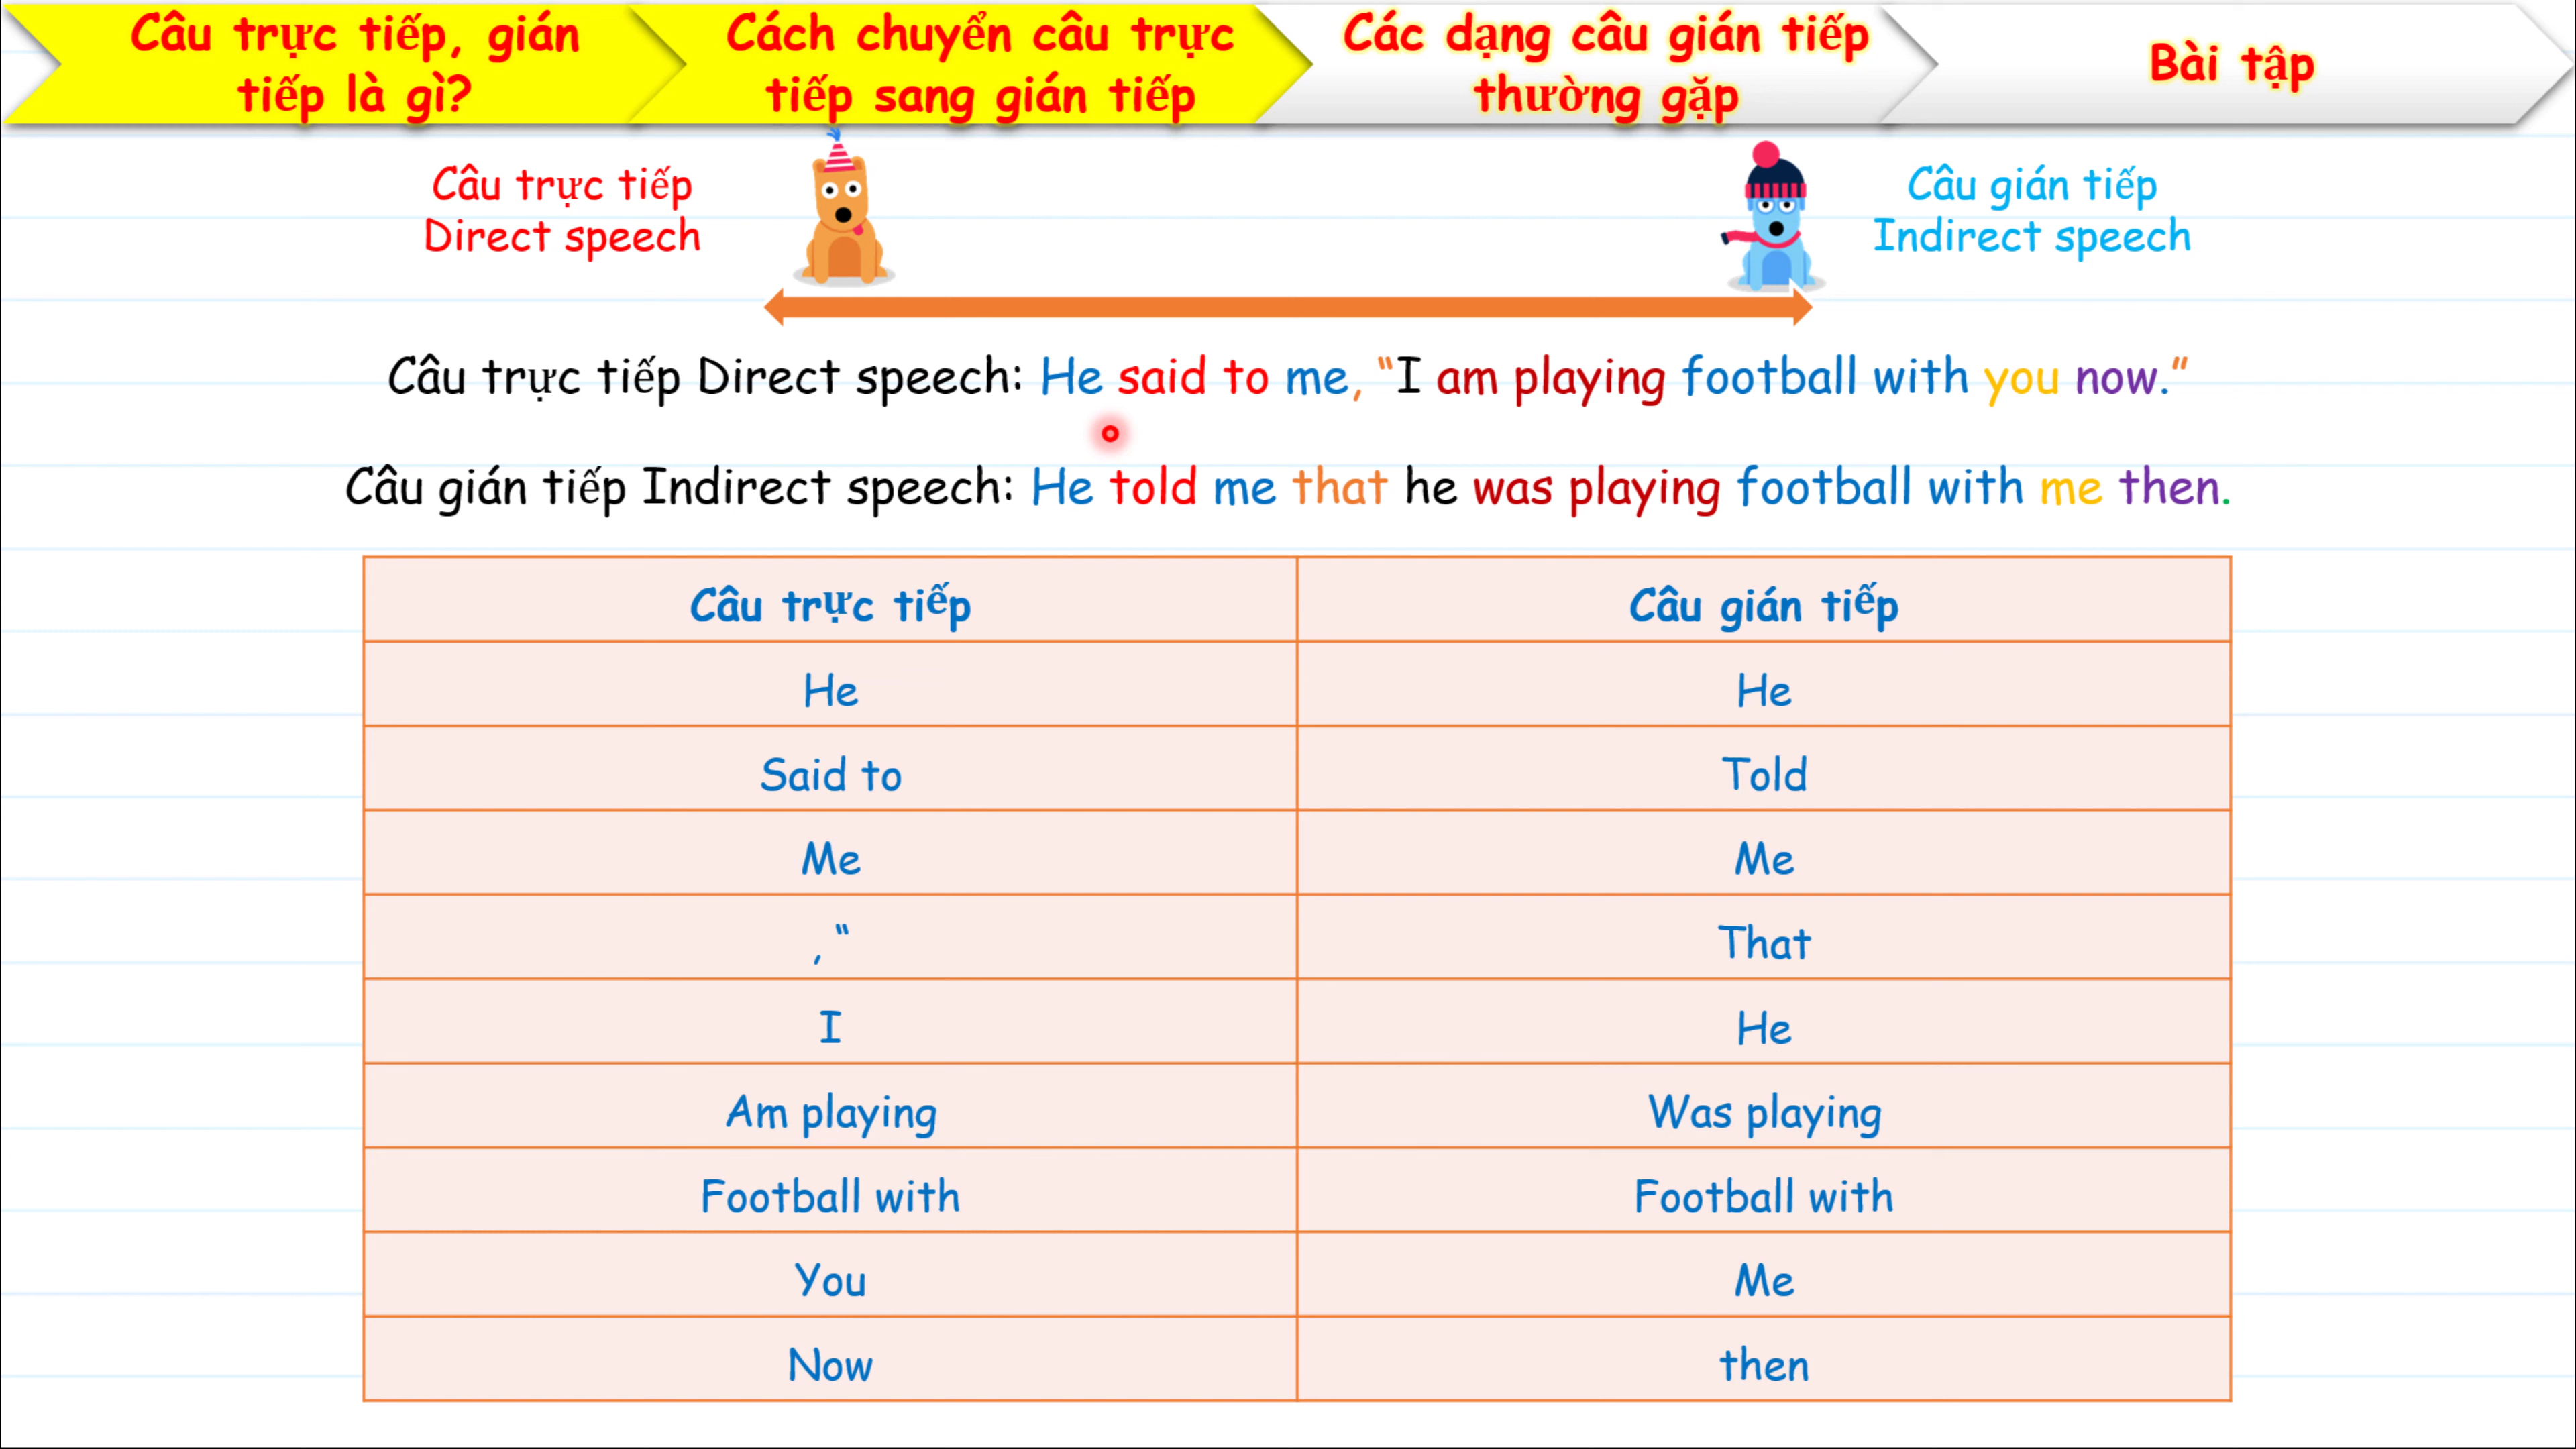 Câu trực tiếp, gián
tiếp là gì?
Cách chuyển câu trực
tiếp sang gián tiếp
Các dạng câu gián tiếp
thường gặp
Bài tập
Câu trực tiếp
Direct speech
Câu gián tiếp
Indirect speech
Câu trực tiếp Direct speech: He said to me, “I am playing football with you now.”
Câu gián tiếp Indirect speech: He told me that he was playing football with me then.
Câu trực tiếp Câu gián tiếp
He He
Said to Told
Me Me
, “ That
I He
Am playing Was playing
Football with Football with
You Me
Now then